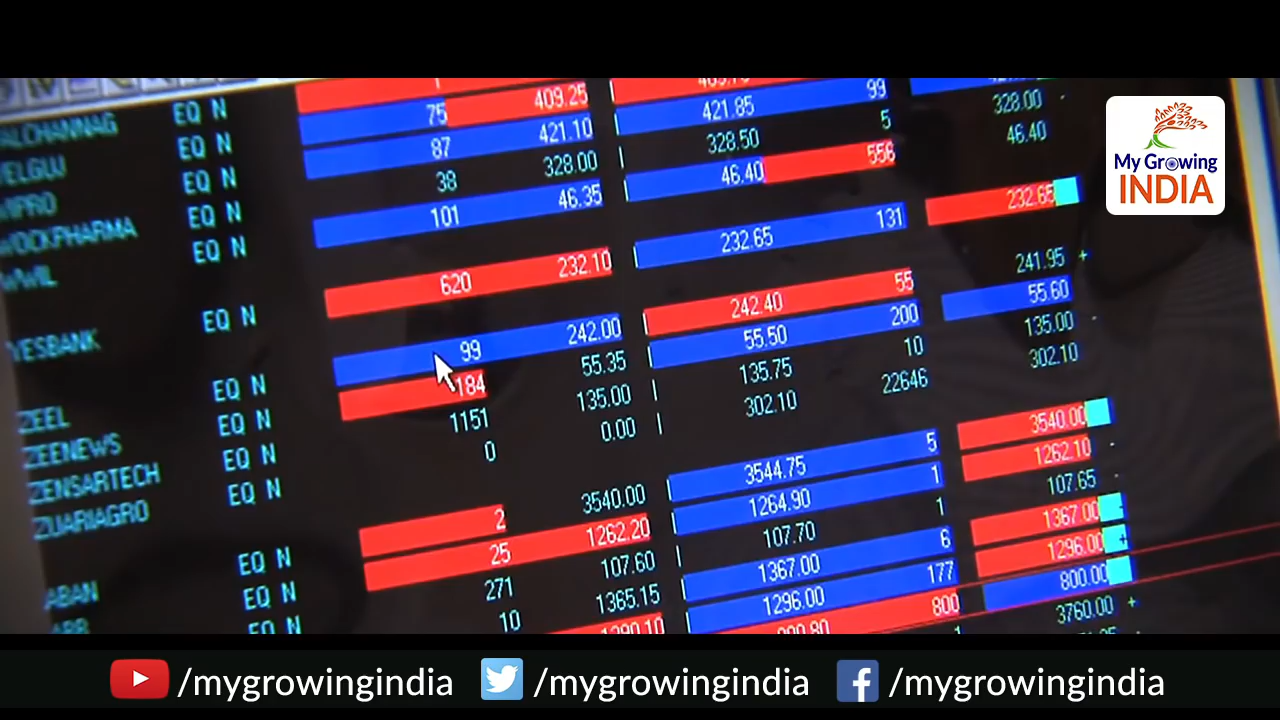 EQ N
EQ N 75 409.25
WIPRO EQ N 87 421.10 421.85 99
WOCKPHARMA EQ N 38 328.00 328.50 5 328.00 -
WWIL EQ N 101 46.35 46.40 556 46.40
YESBANK EQ N 620 232.10 232.65 131 232.65
ZEEL EQ N 99 242.00 242.40 55 241.95 +
ZEENEWS EQ N 184 55.35 55.50 200 55.60
ZENSARTECH EQ N 1151 135.00 135.75 10 135.00 -
ZUARIAGRO EQ N 0 0.00 302.10 22646 302.10
ABAN EQ N 2 3540.00 3544.75 5 3540.00
ABB EQ N 25 1262.20 1264.90 1 1262.10 -
EQ N 271 107.60 107.70 1 107.65 -
10 1365.15 1367.00 6 1367.00 +
1290.10 1296.00 177 1296.00 +
800 800.00
3760.00 +
My Growing
INDIA
/mygrowingindia /mygrowingindia /mygrowingindia